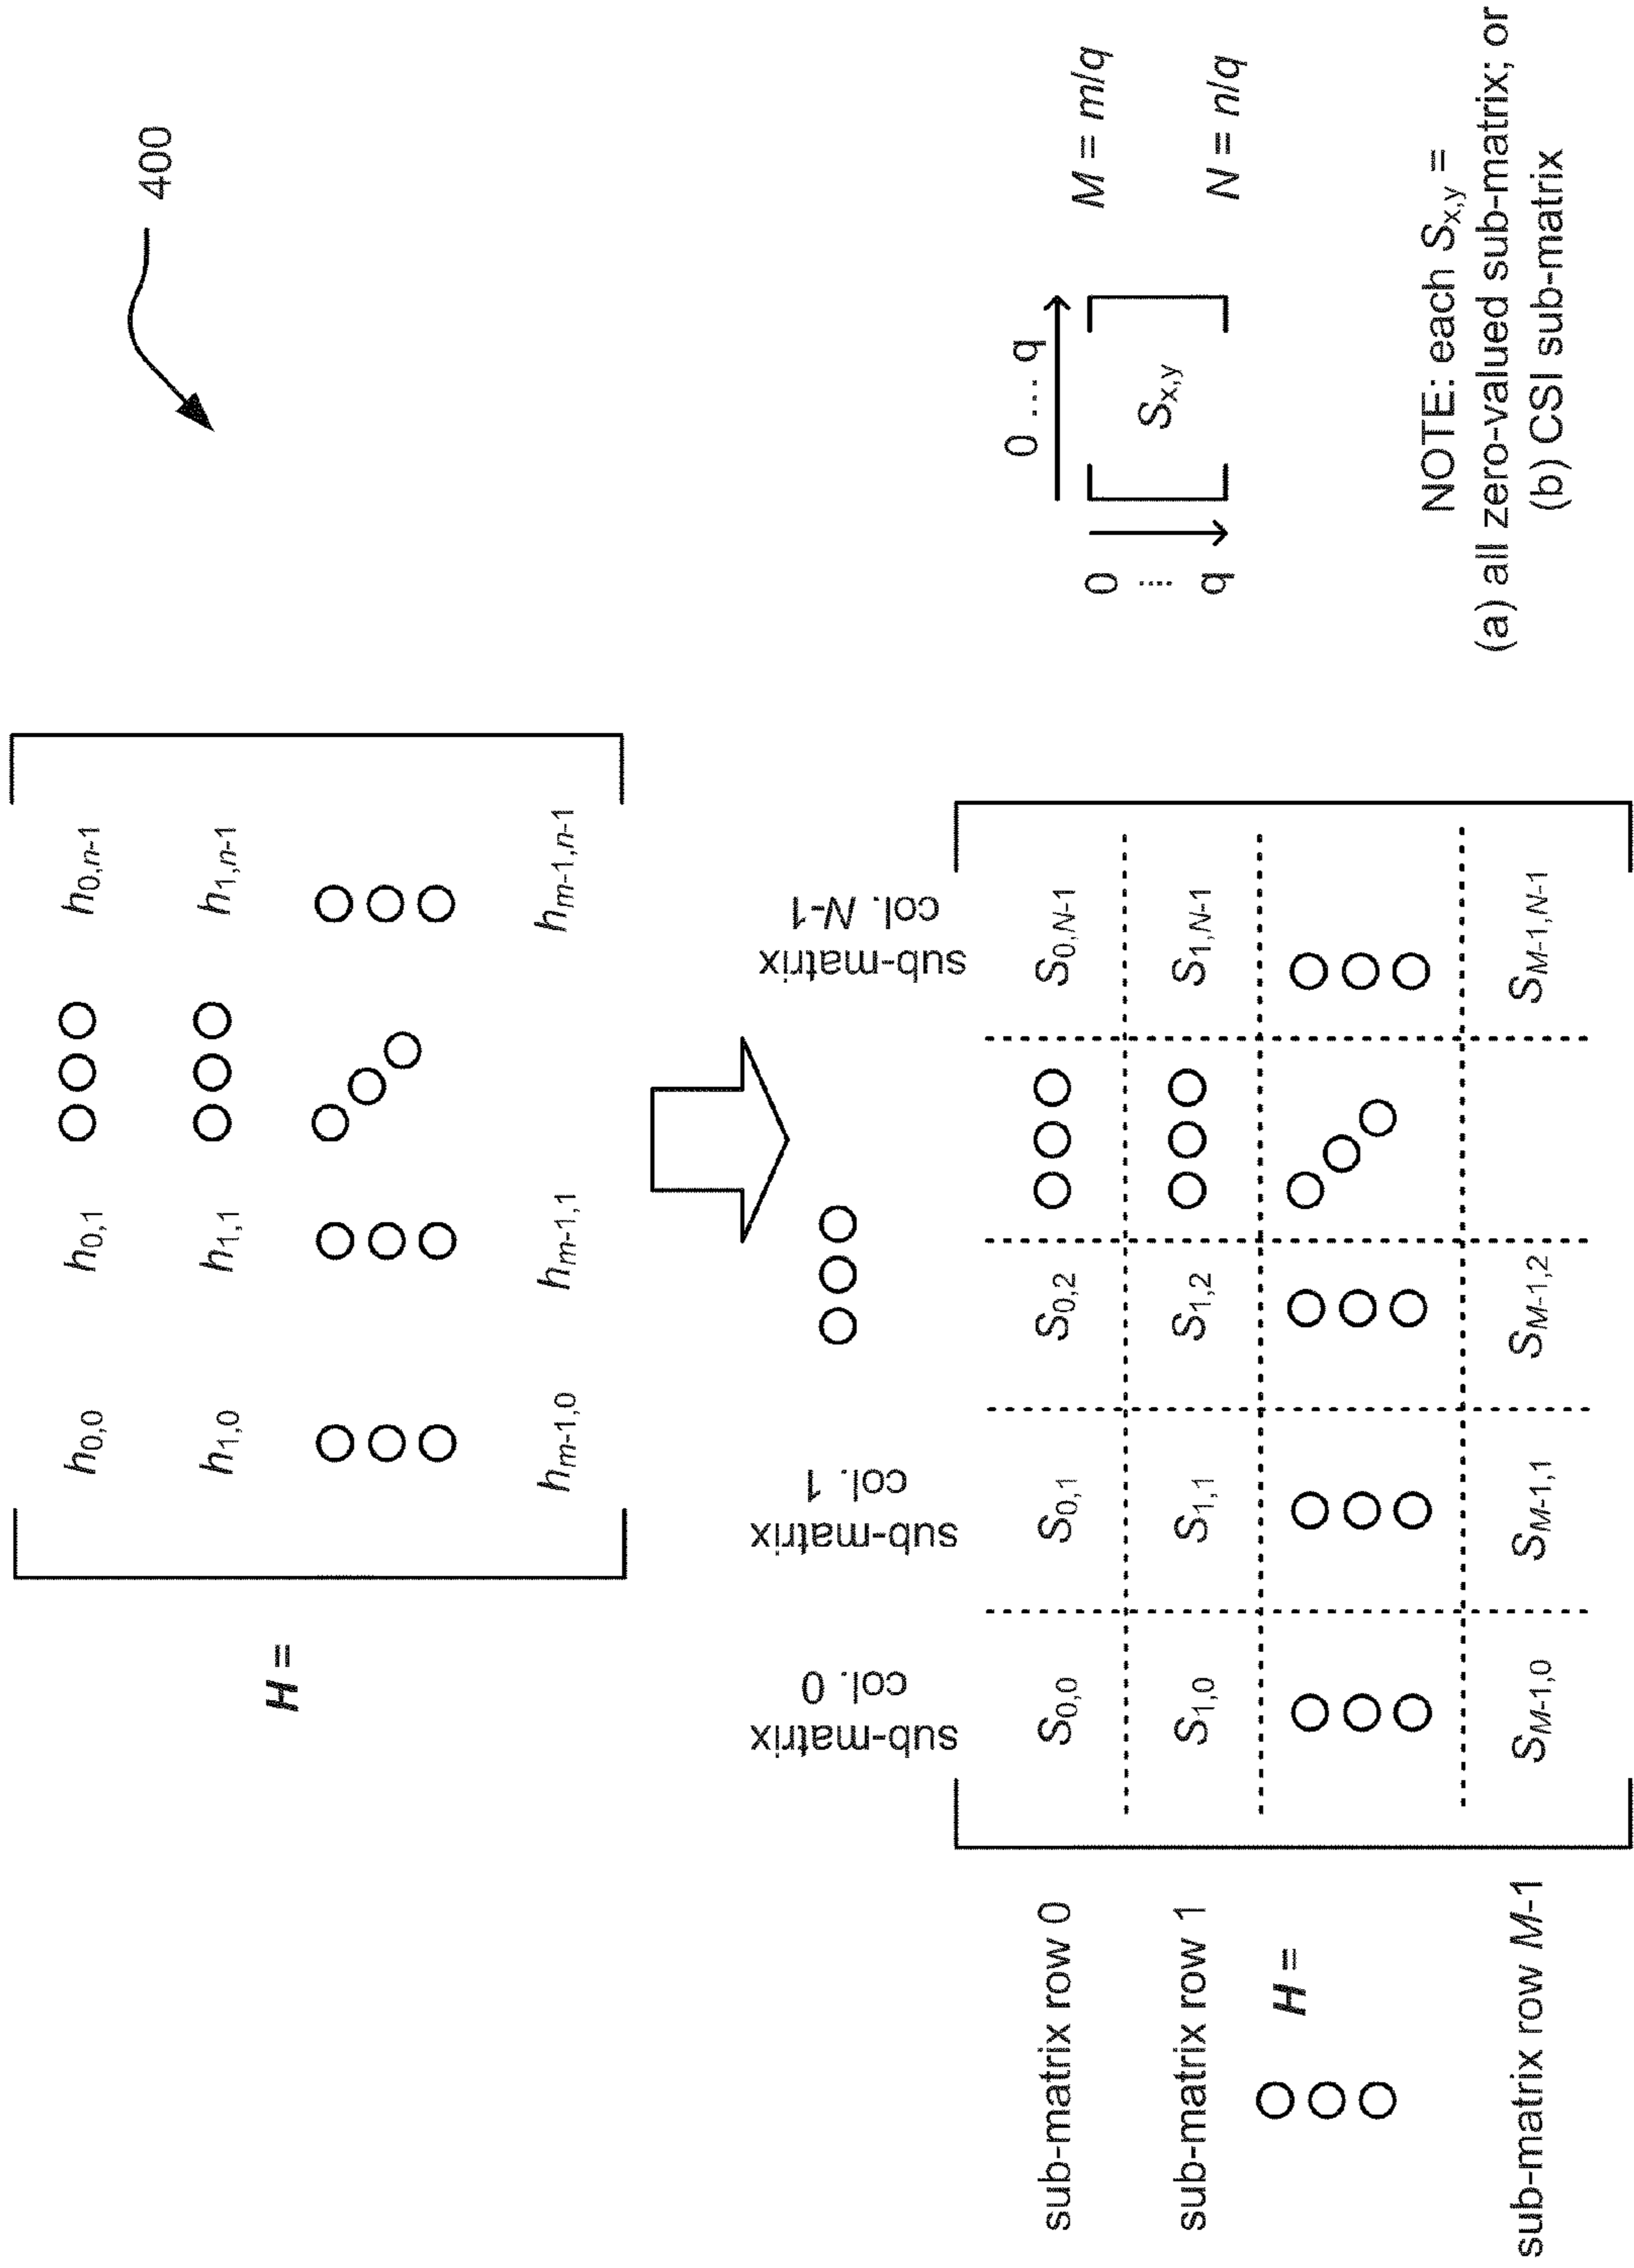 400
H =
h0,0 h0,1 h0,n-1
h1,0 h1,1 h1,n-1
hm-1,0 hm-1,1 hm-1,n-1
sub-matrix col. 0
sub-matrix col. 1
sub-matrix col. N-1
sub-matrix row 0
sub-matrix row 1
H =
sub-matrix row M-1
S0,0 S0,1 S0,2 S0,N-1
S1,0 S1,1 S1,2 S1,N-1
SM-1,0 SM-1,1 SM-1,2 SM-1,N-1
0 ... q
0
...
q
Sx,y
M = m/q
N = n/q
NOTE: each Sx,y =
(a) all zero-valued sub-matrix; or
(b) CSI sub-matrix